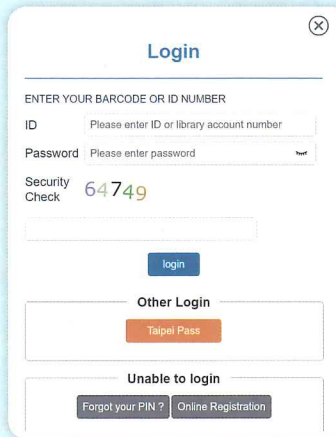 Login
ENTER YOUR BARCODE OR ID NUMBER
ID Please enter ID or library account number
Password Please enter password
Security Check 64749
login
Other Login
Taipei Pass
Unable to login
Forgot your PIN ? Online Registration